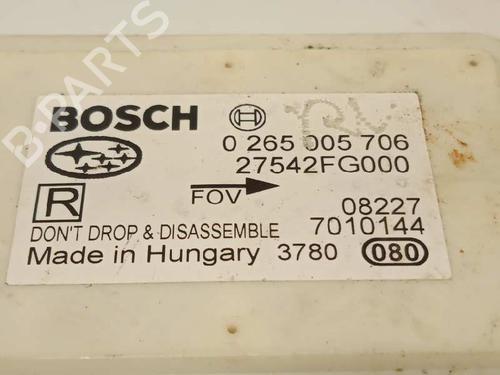 B-PARTS
BOSCH
0 265 005 706
27542FG000
R
FOV
08227
DON'T DROP & DISASSEMBLE 7010144
Made in Hungary 3780 080